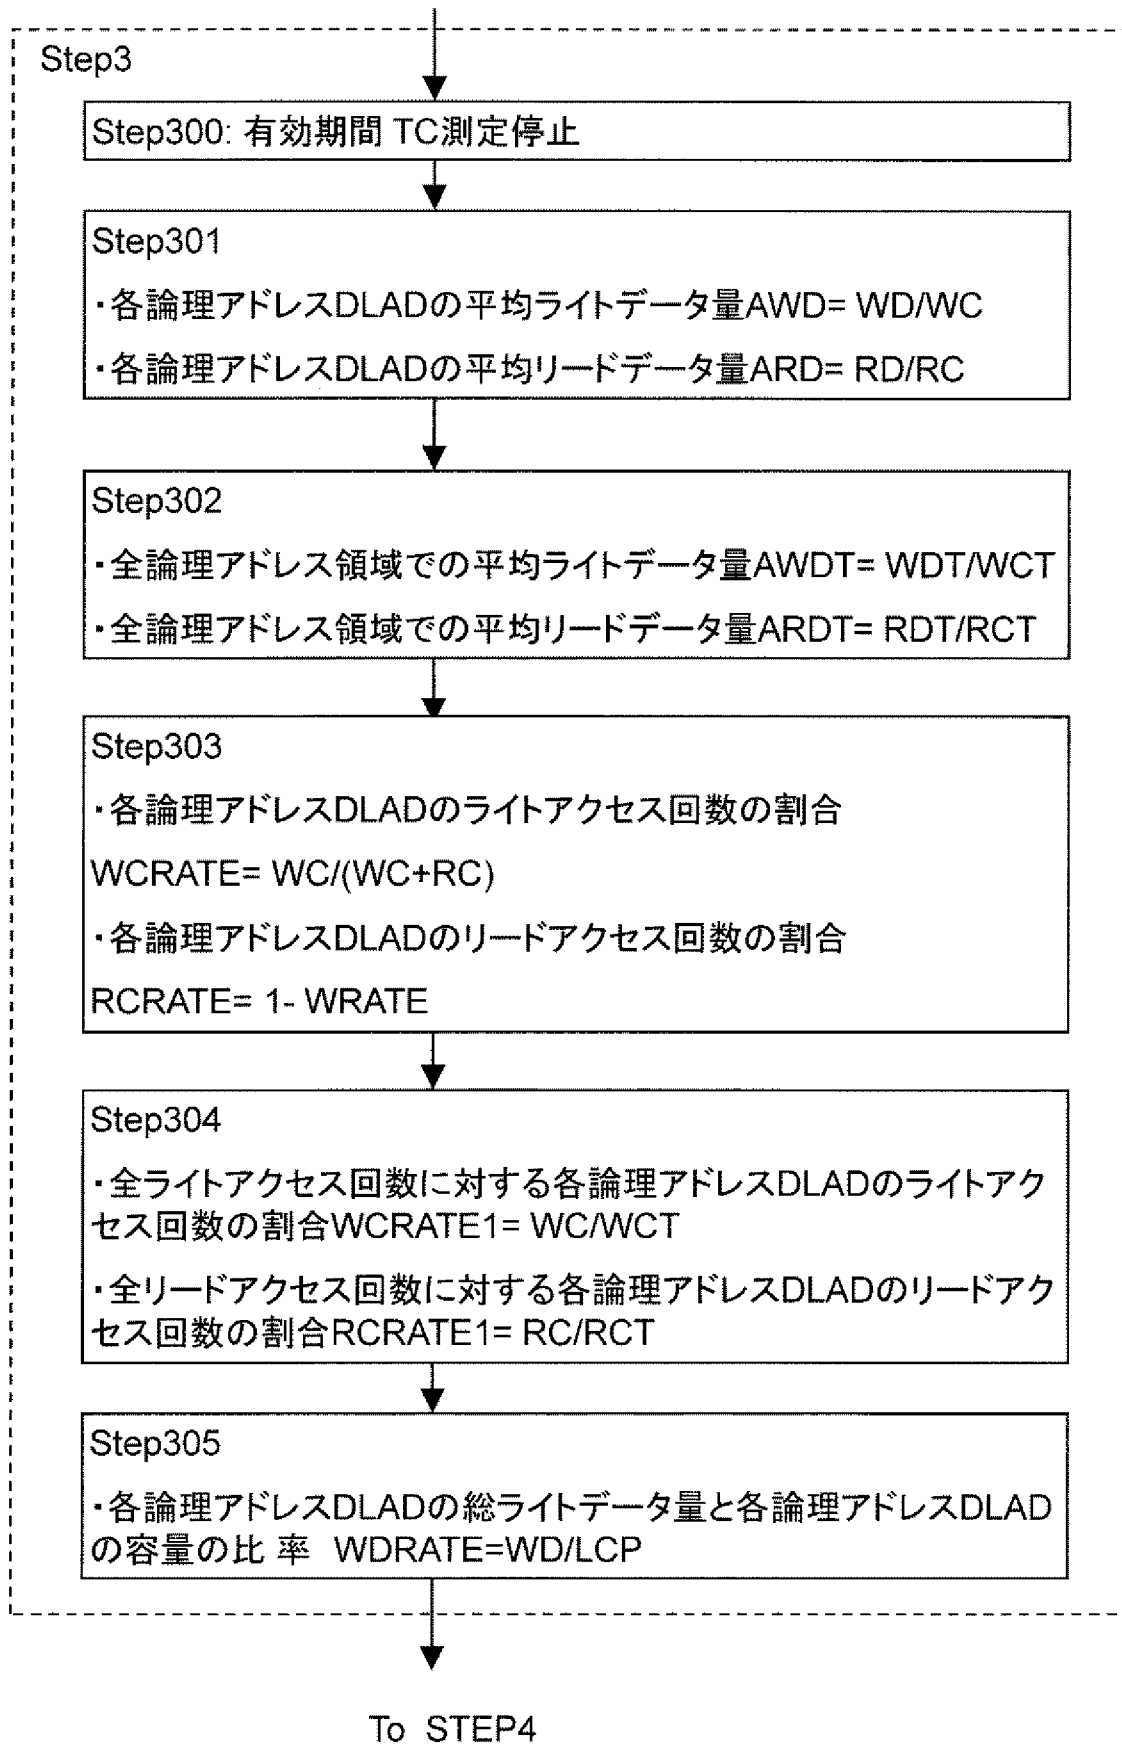 Step3
Step300: 有効期間 TC測定停止
Step301
・各論理アドレスDLADの平均ライトデータ量AWD= WD/WC
・各論理アドレスDLADの平均リードデータ量ARD= RD/RC
Step302
・全論理アドレス領域での平均ライトデータ量AWDT= WDT/WCT
・全論理アドレス領域での平均リードデータ量ARDT= RDT/RCT
Step303
・各論理アドレスDLADのライトアクセス回数の割合
WCRATE= WC/(WC+RC)
・各論理アドレスDLADのリードアクセス回数の割合
RCRATE= 1- WRATE
Step304
・全ライトアクセス回数に対する各論理アドレスDLADのライトアク
セス回数の割合WCRATE1= WC/WCT
・全リードアクセス回数に対する各論理アドレスDLADのリードアク
セス回数の割合RCRATE1= RC/RCT
Step305
・各論理アドレスDLADの総ライトデータ量と各論理アドレスDLAD
の容量の比 率 WDRATE=WD/LCP
To STEP4